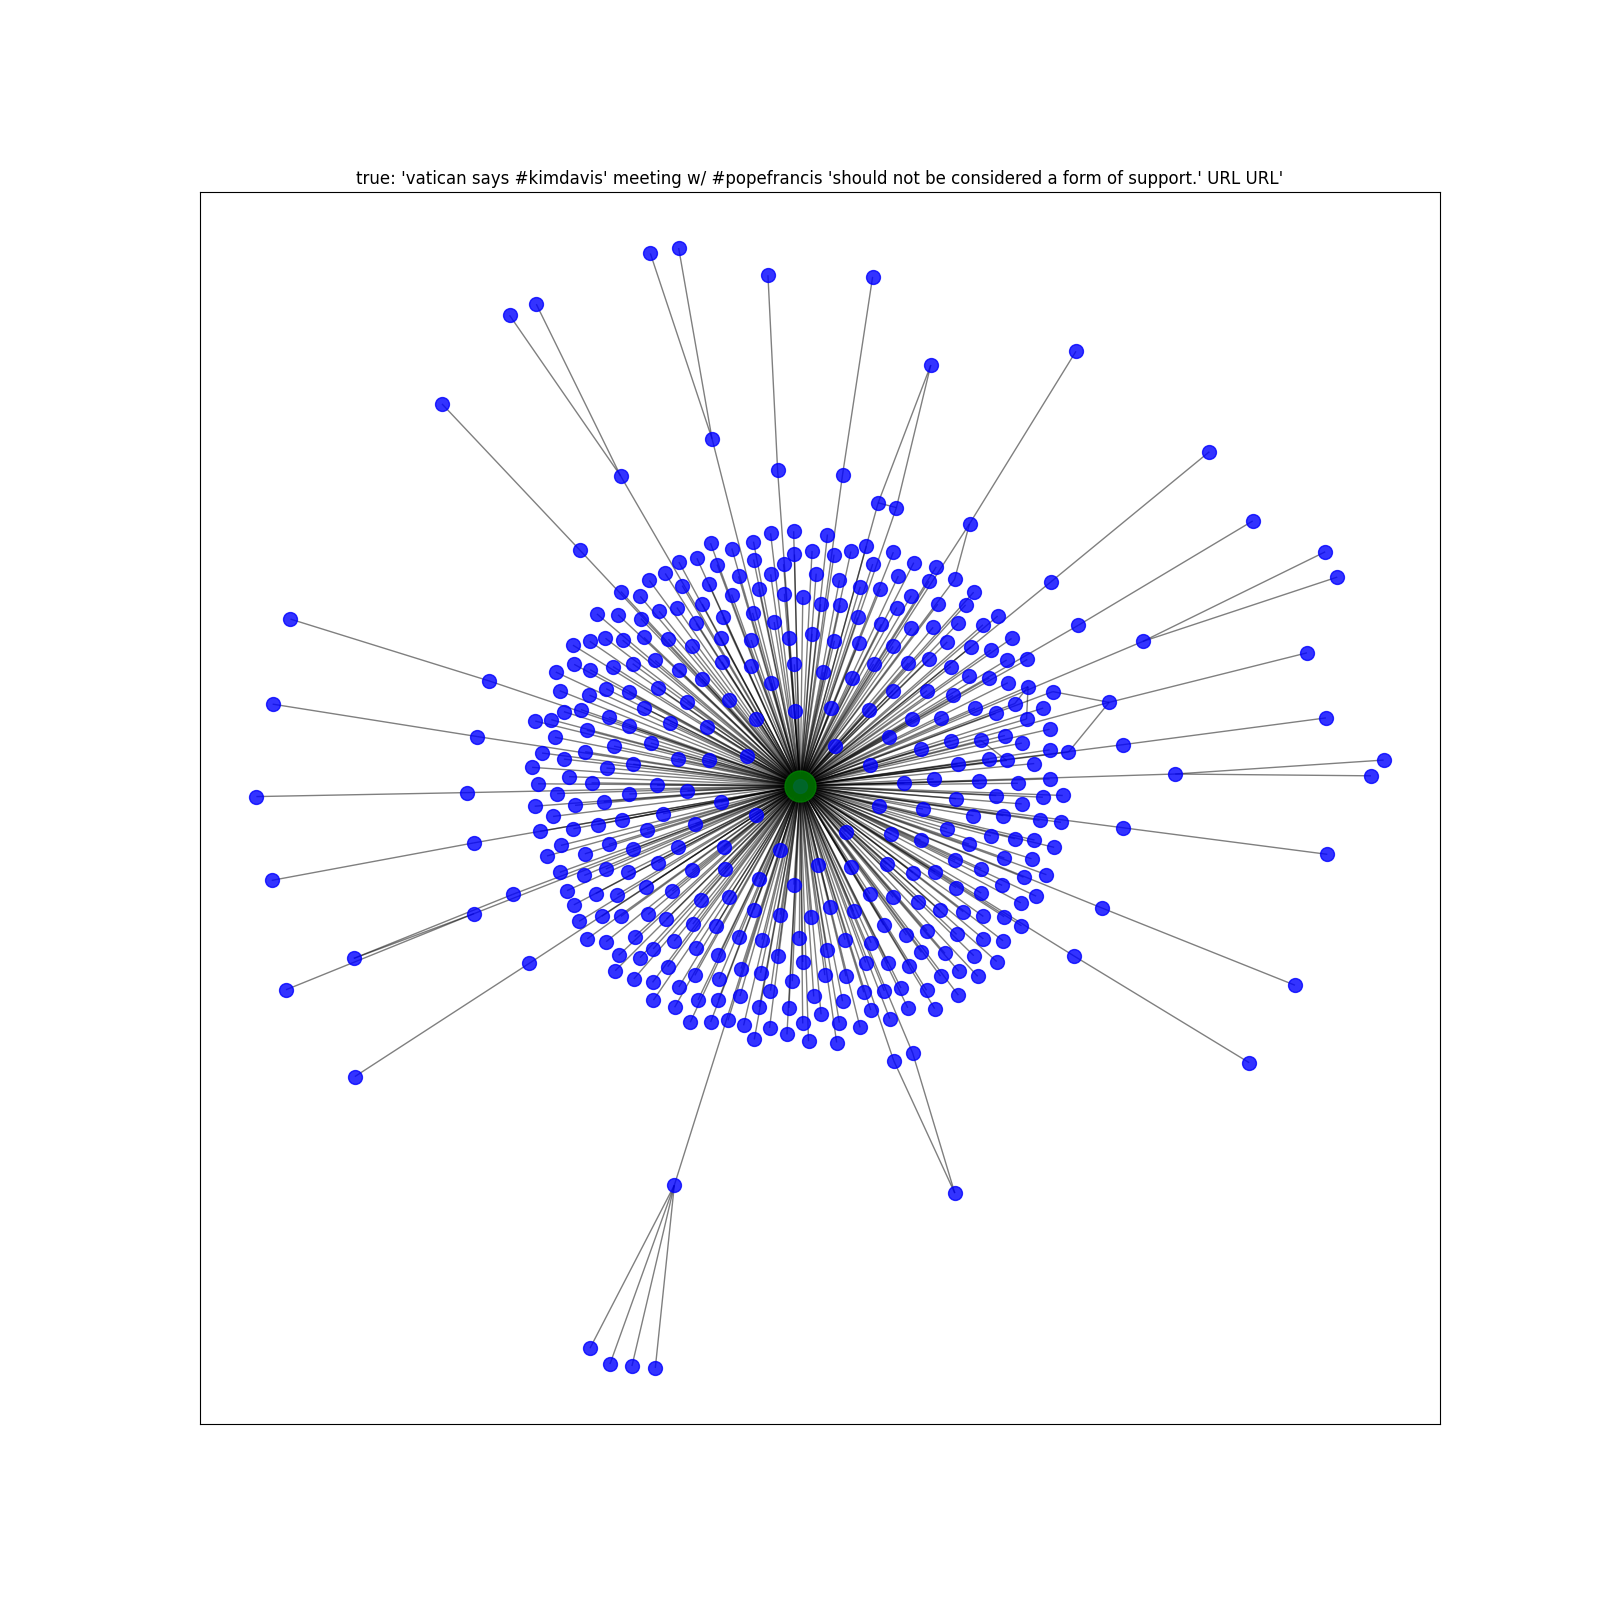 true: 'vatican says #kimdavis' meeting w/ #popefrancis 'should not be considered a form of support.' URL URL'